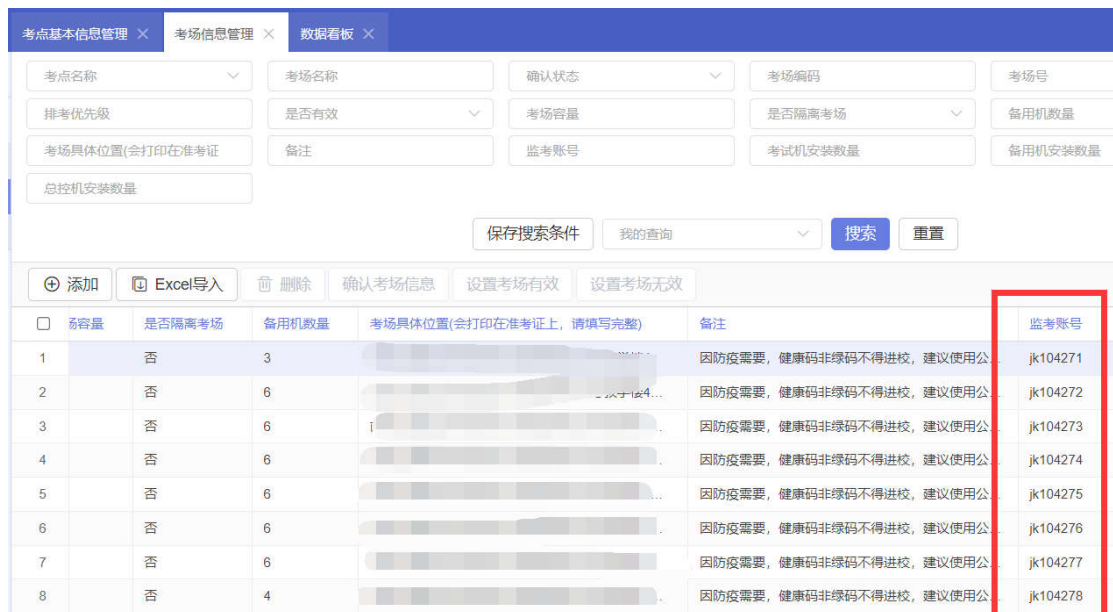 考点基本信息管理 考场信息管理 数据看板
考点名称 考场名称 确认状态 考场编码 考场号
排考优先级 是否有效 考场容量 是否隔离考场 备用机数量
考场具体位置(会打印在准考证 备注 监考账号 考试机安装数量 备用机安装数量
总控机安装数量
保存搜索条件 我的查询 搜索 重置
添加 Excel导入 删除 确认考场信息 设置考场有效 设置考场无效
场容量 是否隔离考场 备用机数量 考场具体位置(会打印在准考证上，请填写完整) 备注 监考账号
1 否 3 因防疫需要，健康码非绿码不得进校，建议使用公... jk104271
2 否 6 教学楼4... 因防疫需要，健康码非绿码不得进校，建议使用公... jk104272
3 否 6 因防疫需要，健康码非绿码不得进校，建议使用公... jk104273
4 否 6 因防疫需要，健康码非绿码不得进校，建议使用公... jk104274
5 否 6 因防疫需要，健康码非绿码不得进校，建议使用公... jk104275
6 否 6 因防疫需要，健康码非绿码不得进校，建议使用公... jk104276
7 否 6 因防疫需要，健康码非绿码不得进校，建议使用公... jk104277
8 否 4 因防疫需要，健康码非绿码不得进校，建议使用公... jk104278